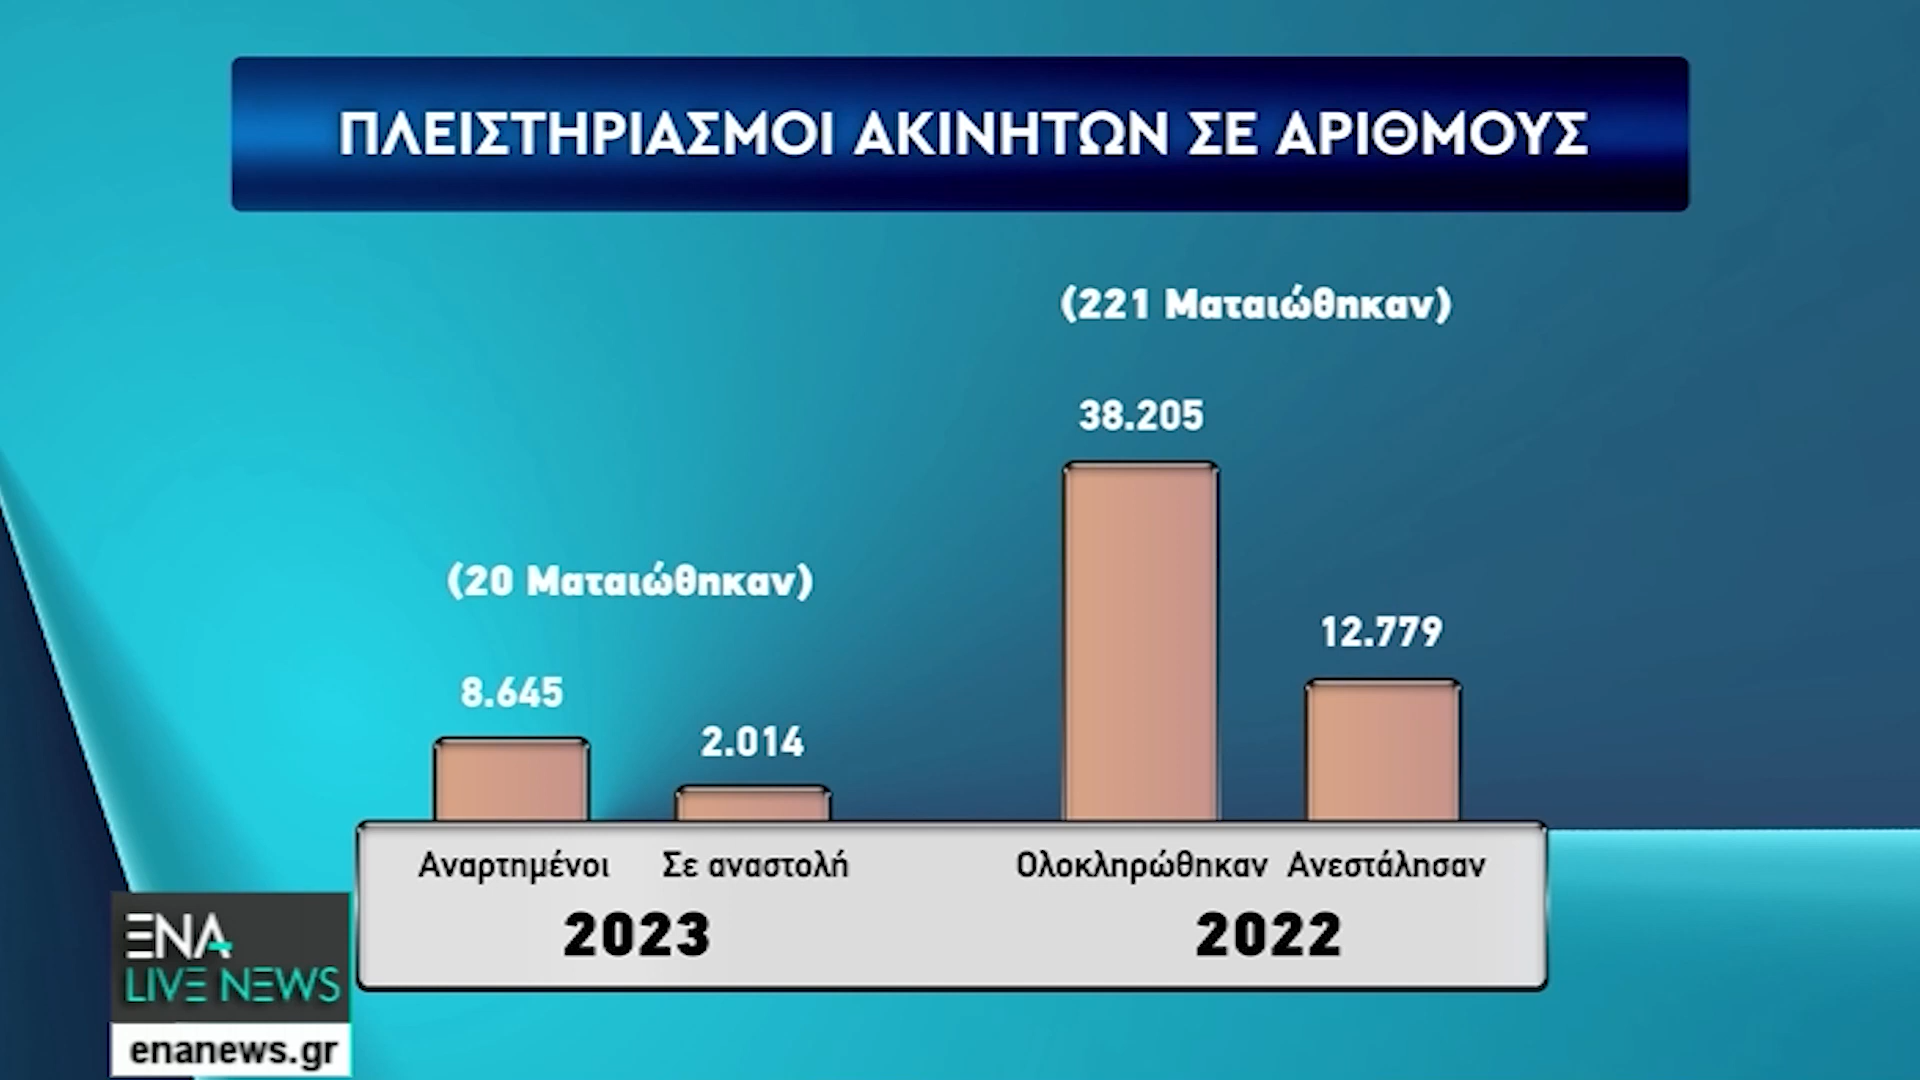 ΠΛΕΙΣΤΗΡΙΑΣΜΟΙ ΑΚΙΝΗΤΩΝ ΣΕ ΑΡΙΘΜΟΥΣ
(221 Ματαιώθηκαν)
38.205
(20 Ματαιώθηκαν)
12.779
8.645
2.014
Αναρτημένοι Σε αναστολή Ολοκληρώθηκαν Ανεστάλησαν
2023 2022
ENA
LIVE NEWS
enanews.gr